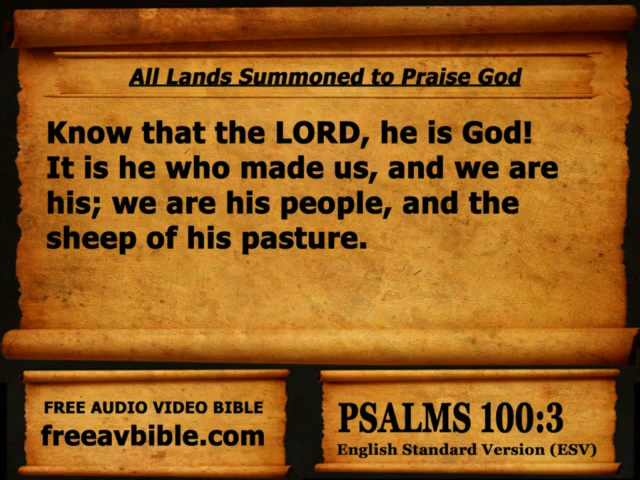 All Lands Summoned to Praise God
Know that the LORD, he is God!
It is he who made us, and we are
his; we are his people, and the
sheep of his pasture.
FREE AUDIO VIDEO BIBLE
freeavbible.com
PSALMS 100:3
English Standard Version (ESV)